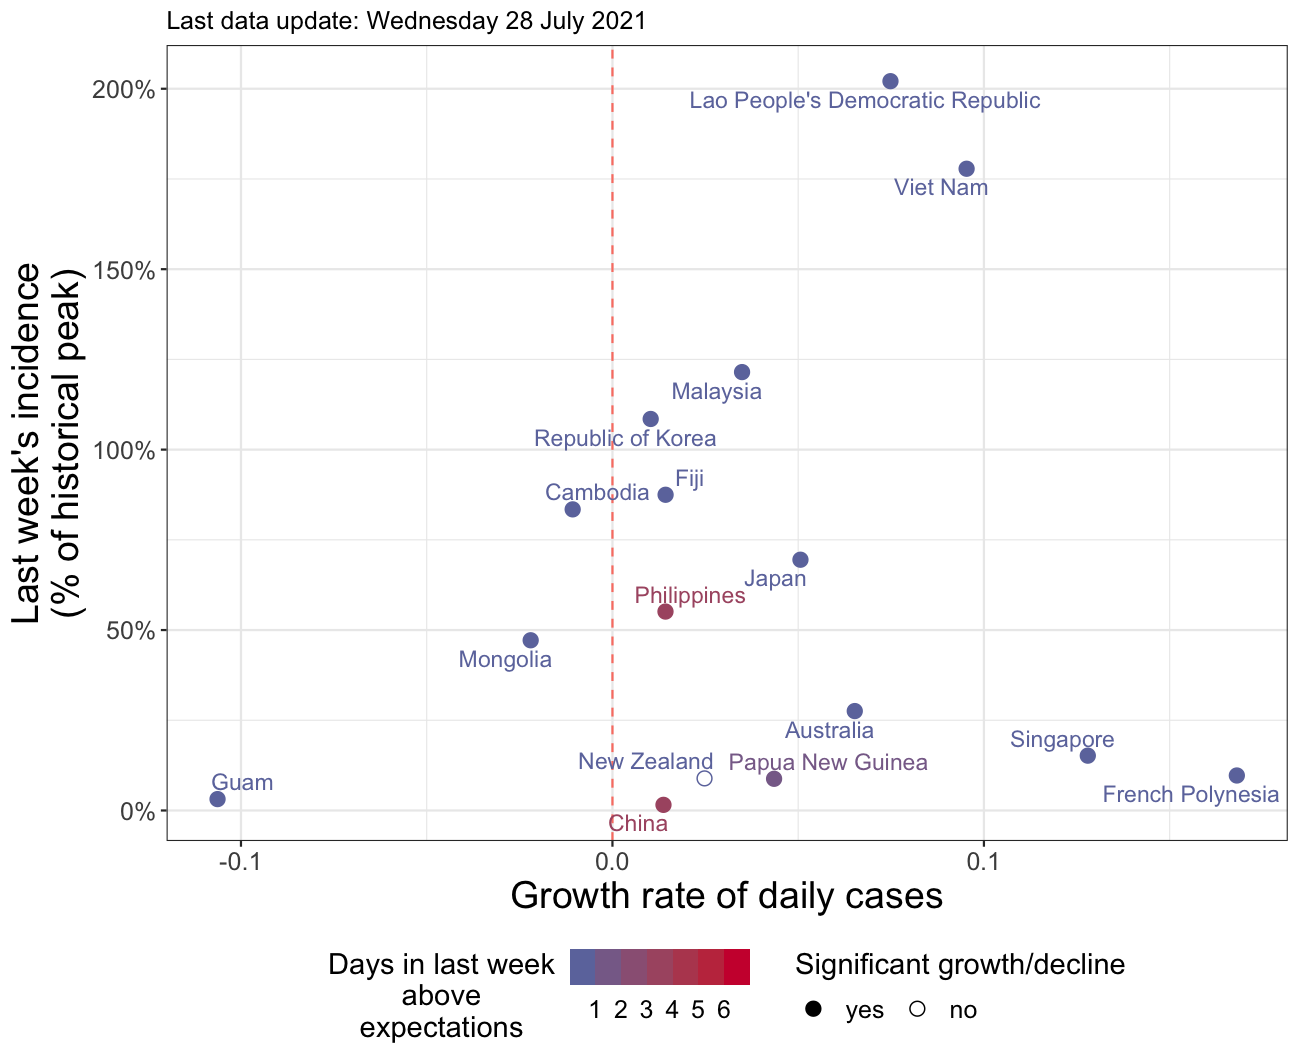 Last data update: Wednesday 28 July 2021
Last week's incidence
(% of historical peak)
200%
150%
100%
50%
0%
Lao People's Democratic Republic
Viet Nam
Malaysia
Republic of Korea
Fiji
Cambodia
Japan
Philippines
Mongolia
Australia
Singapore
New Zealand
Papua New Guinea
Guam
French Polynesia
China
-0.1
0.0
0.1
Growth rate of daily cases
Days in last week
above
expectations
1 2 3 4 5 6
Significant growth/decline
yes
no